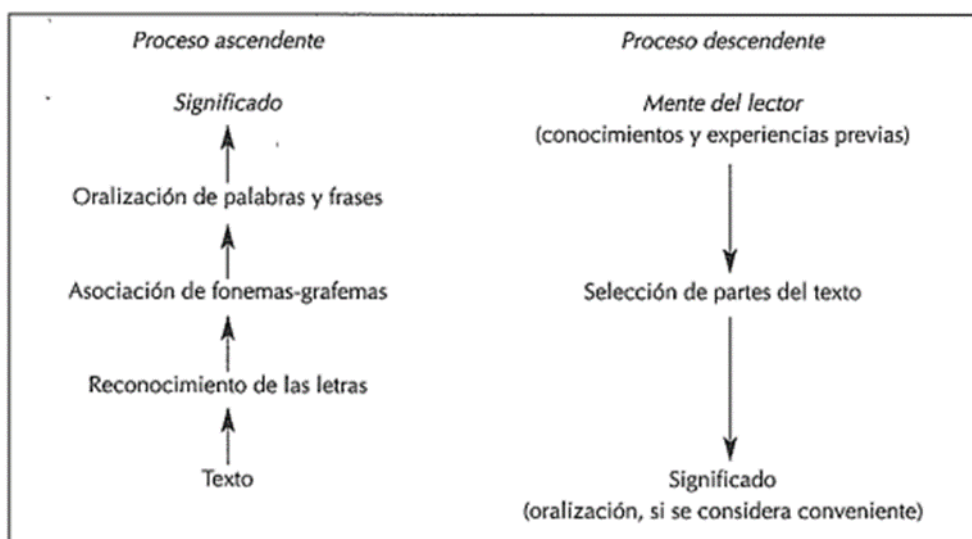 Proceso ascendente
Significado
Oralización de palabras y frases
Asociación de fonemas-grafemas
Reconocimiento de las letras
Texto
Proceso descendente
Mente del lector
(conocimientos y experiencias previas)
Selección de partes del texto
Significado
(oralización, si se considera conveniente)